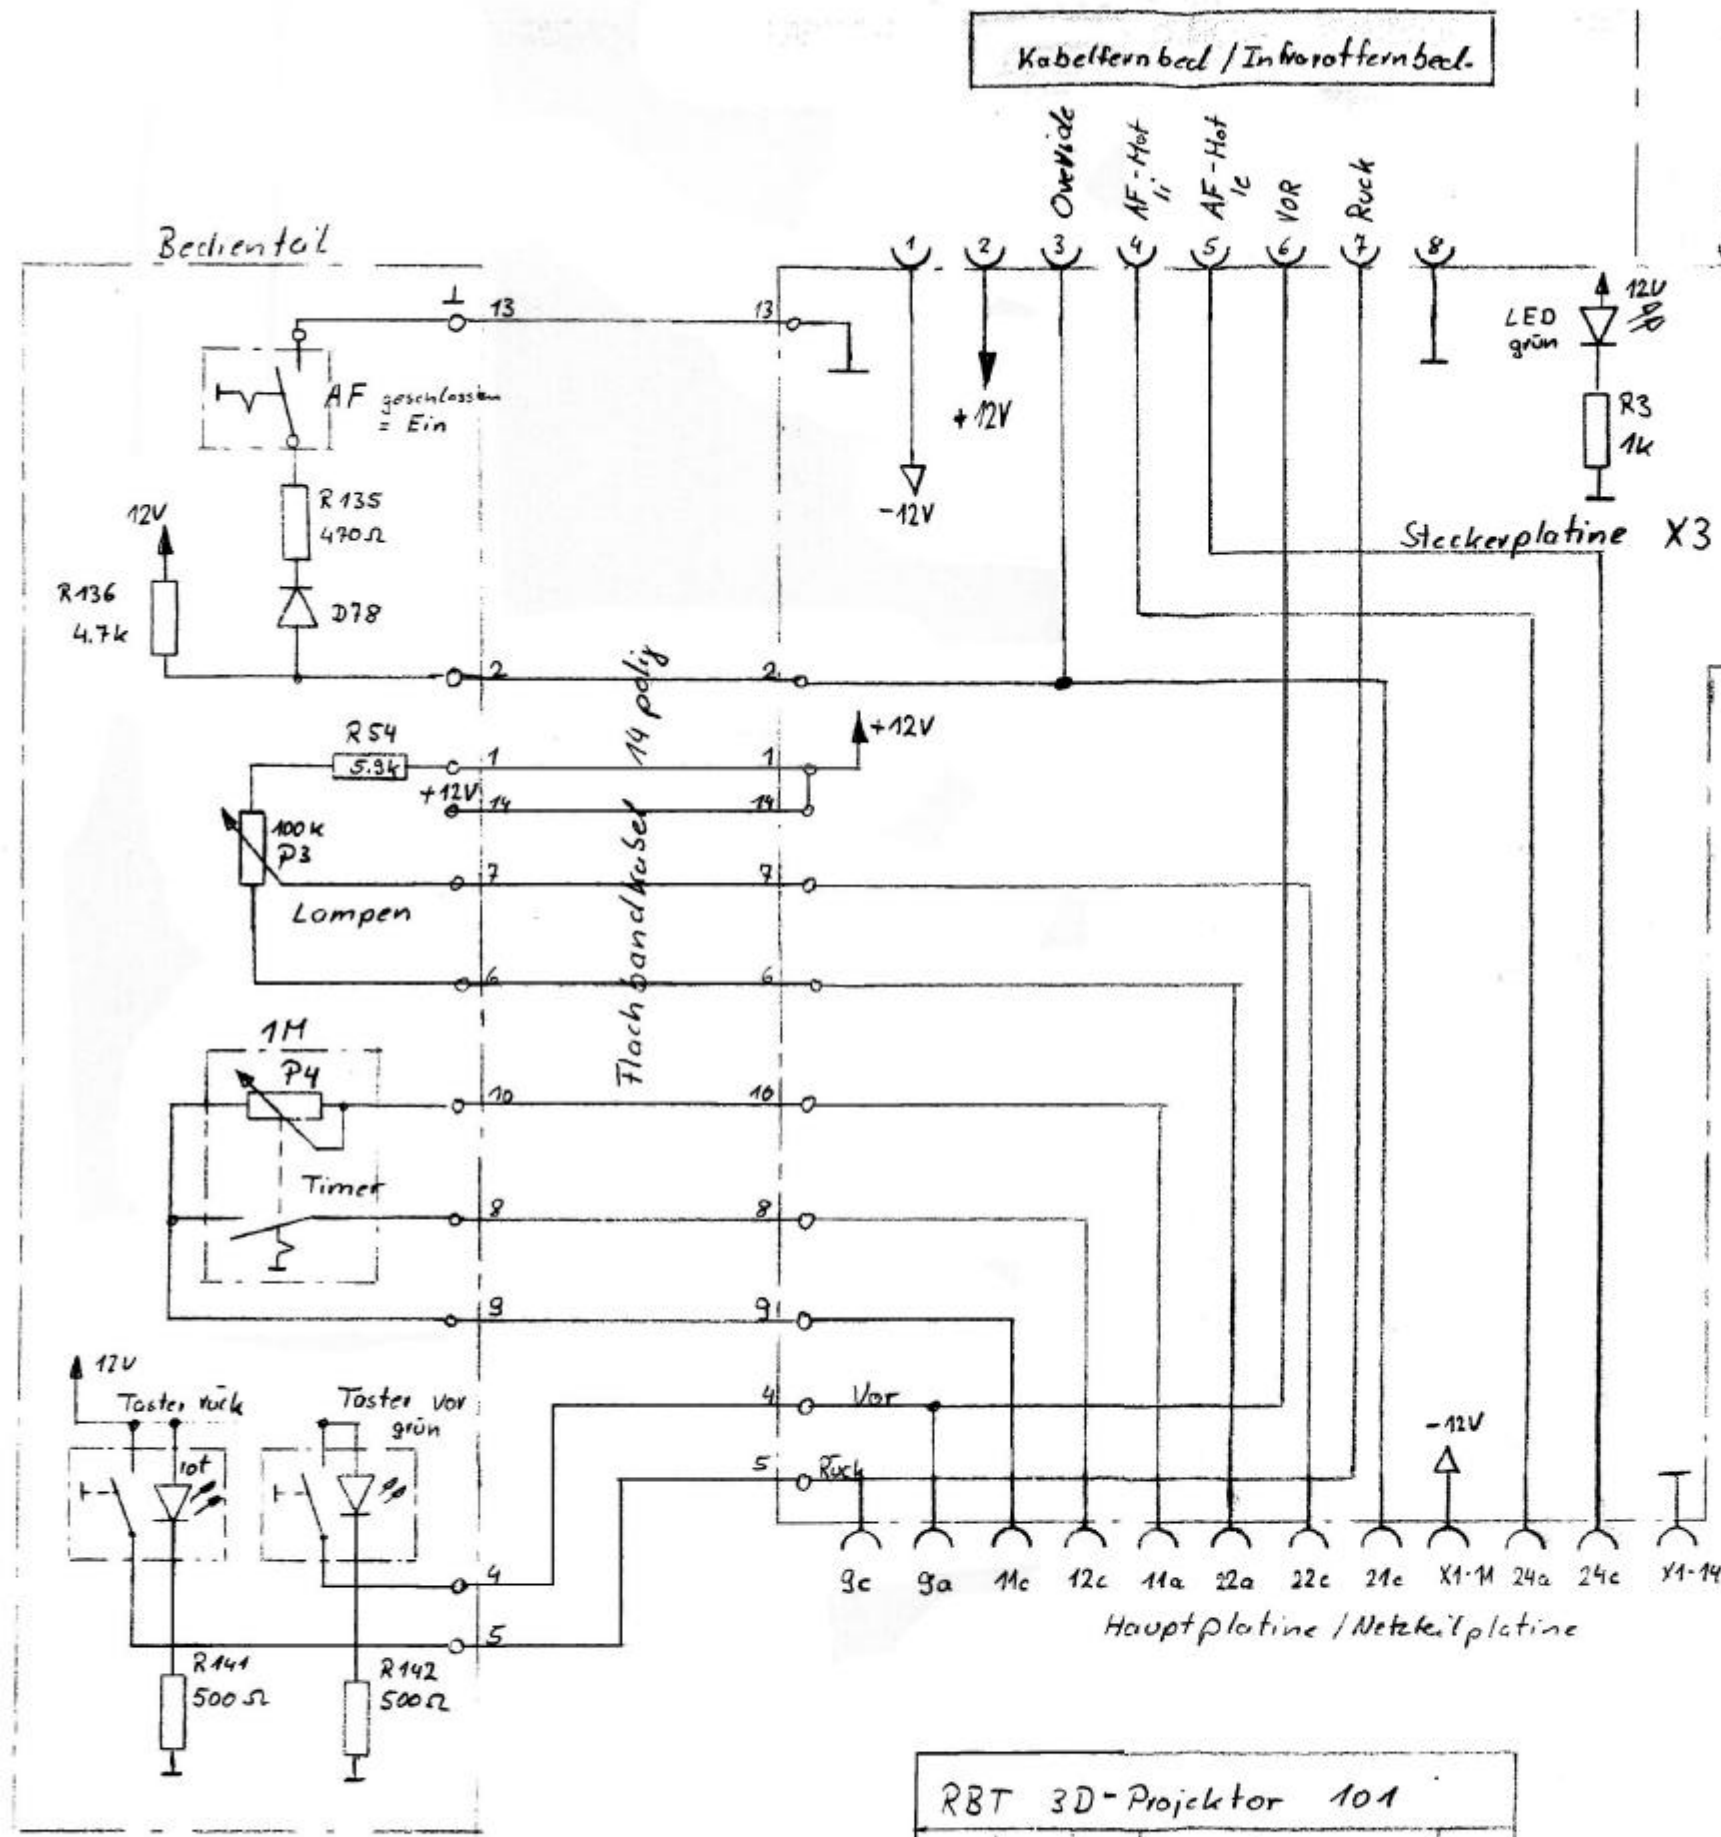 Kabelfernbed / Infrarotfernbed.
Override
AF-Mot
1i
AF-Mot
1c
VOR
Ruck
Bedienteil
1 2 3 4 5 6 7 8
12V
LED
grün
R3
1k
⊥ 13
13
AF geschlossen
= Ein
+12V
-12V
Steckerplatine X3
R135
470Ω
12V
R136
4.7k
D78
2
2
14 polig
Flachbandkabel
R54
5.9k
1
1
+12V
+12V
14
14
100k
P3
7
7
Lampen
6
6
1M
P4
10
10
Timer
8
8
9
9
12V
Taster rück
Taster vor
grün
4
Vor
-12V
rot
5
Ruck
4
5
9c 9a 11c 12c 11a 22a 22c 21c X1-11 24a 24c X1-14
Hauptplatine / Netzteilplatine
R141
500Ω
R142
500Ω
RBT 3D-Projektor 101